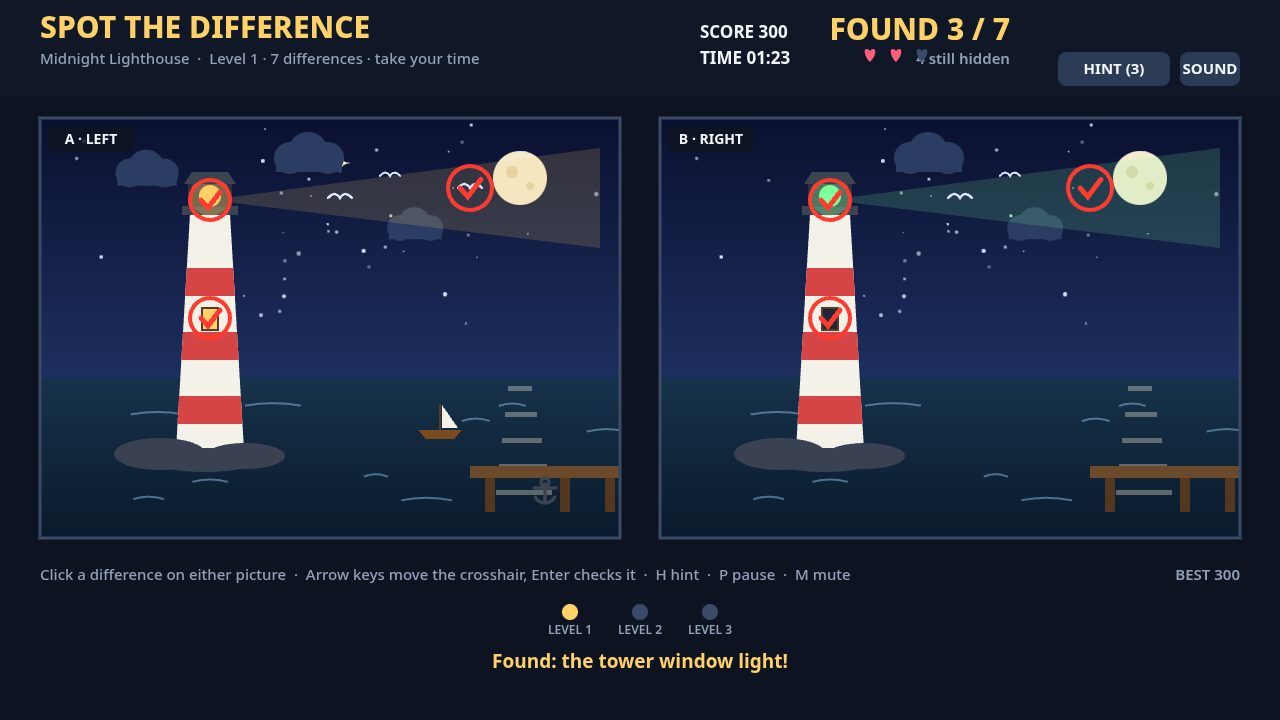 SPOT THE DIFFERENCE
Midnight Lighthouse · Level 1 · 7 differences · take your time
SCORE 300
TIME 01:23
FOUND 3 / 7
still hidden
HINT (3)
SOUND
A · LEFT
B · RIGHT
Click a difference on either picture · Arrow keys move the crosshair, Enter checks it · H hint · P pause · M mute
BEST 300
LEVEL 1
LEVEL 2
LEVEL 3
Found: the tower window light!